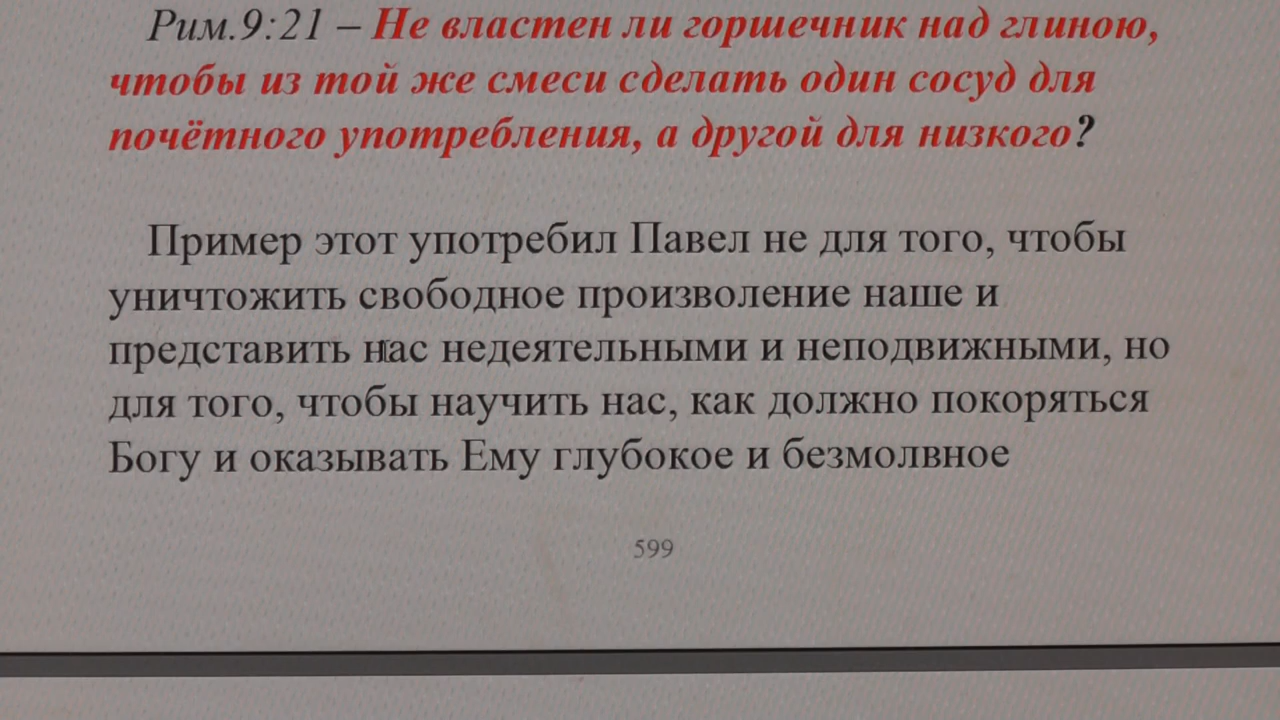 Рим.9:21 – Не властен ли горшечник над глиною,
чтобы из той же смеси сделать один сосуд для
почётного употребления, а другой для низкого?
Пример этот употребил Павел не для того, чтобы
уничтожить свободное произволение наше и
представить нас недеятельными и неподвижными, но
для того, чтобы научить нас, как должно покоряться
Богу и оказывать Ему глубокое и безмолвное
599